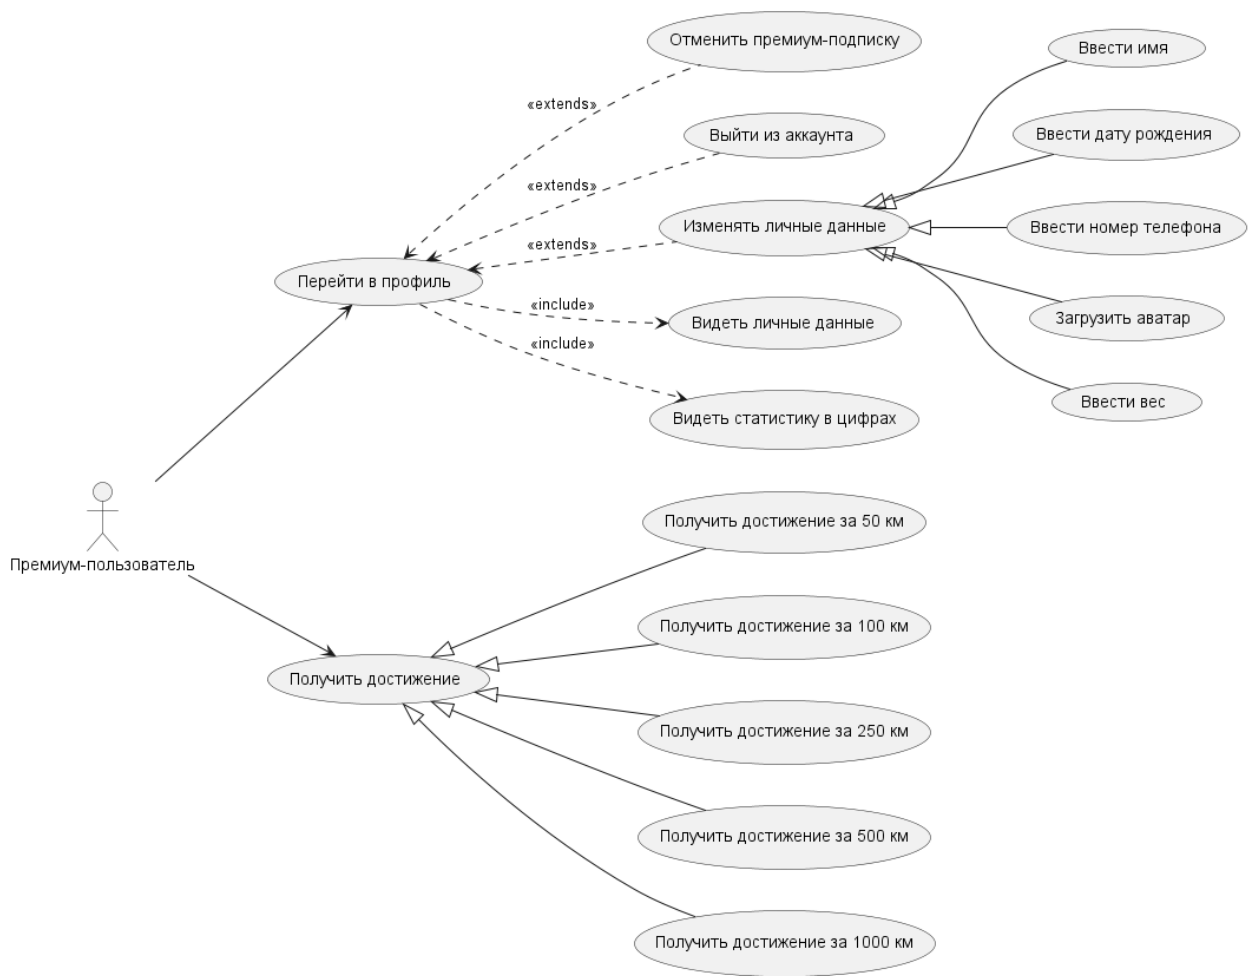 Отменить премиум-подписку
Ввести имя
«extends»
Выйти из аккаунта
Ввести дату рождения
«extends»
Изменять личные данные
Ввести номер телефона
«extends»
Перейти в профиль
«include»
Видеть личные данные
Загрузить аватар
«include»
Ввести вес
Видеть статистику в цифрах
Получить достижение за 50 км
Премиум-пользователь
Получить достижение за 100 км
Получить достижение
Получить достижение за 250 км
Получить достижение за 500 км
Получить достижение за 1000 км